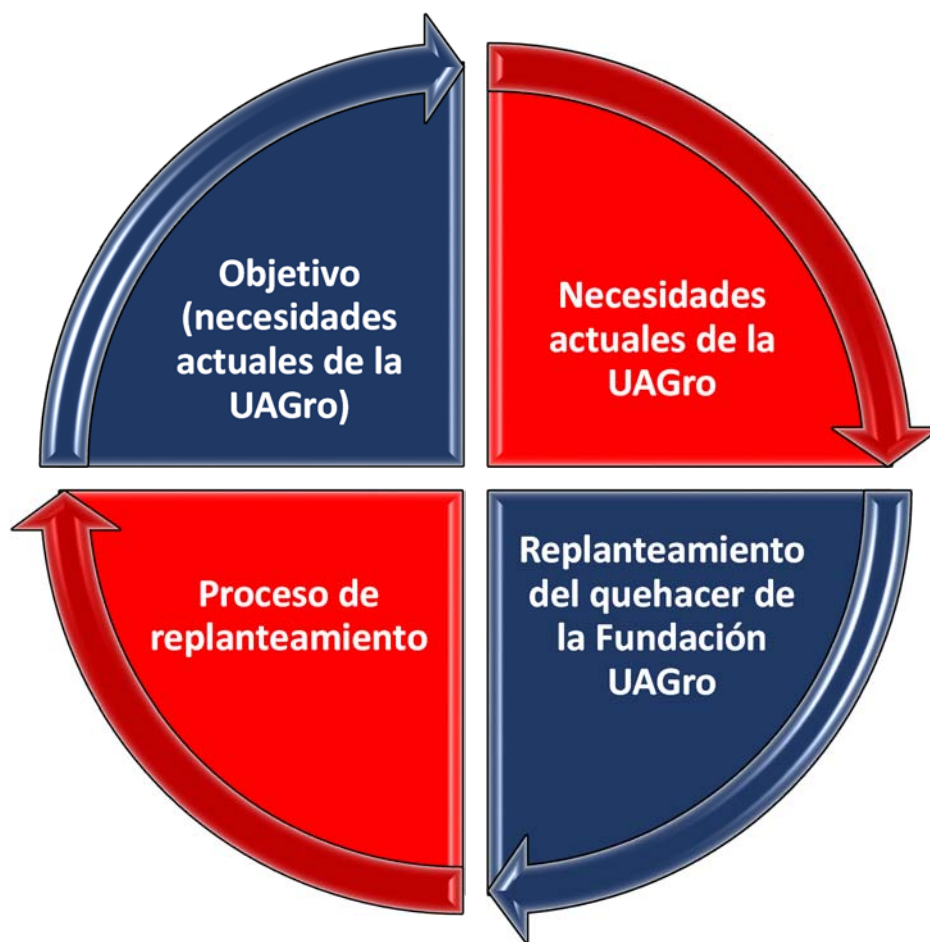 Objetivo
(necesidades
actuales de la
UAGro)
Necesidades
actuales de la
UAGro
Replanteamiento
del quehacer de
la Fundación
UAGro
Proceso de
replanteamiento